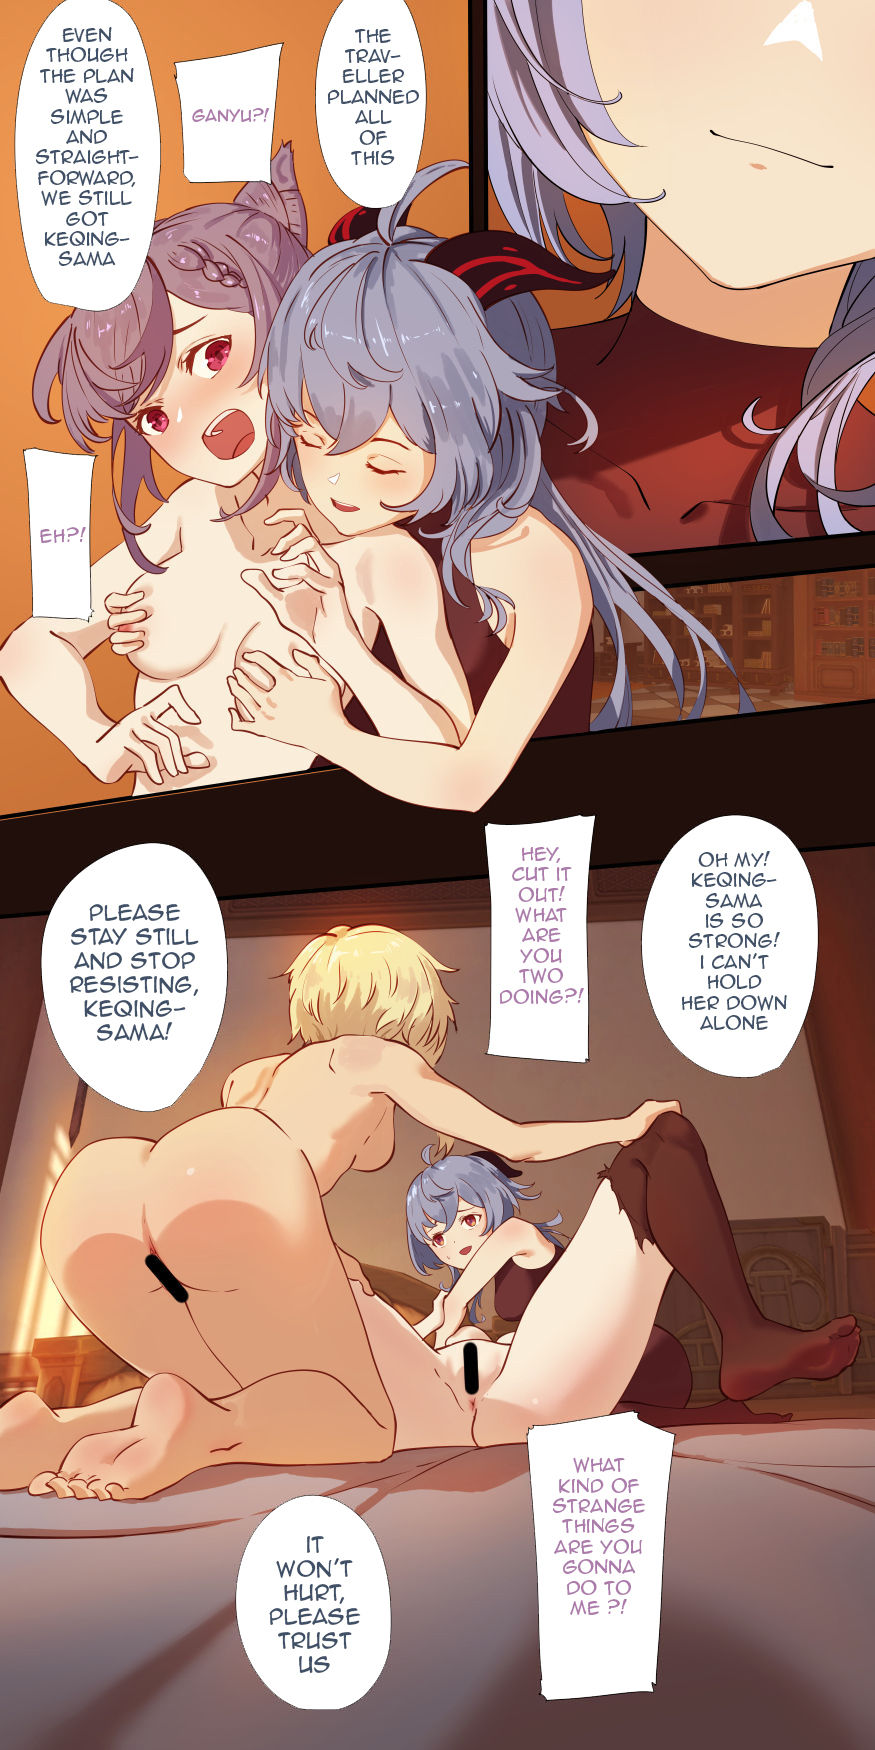 THE
TRAV-
ELLER
PLANNED
ALL
OF
THIS
GANYU?!
EVEN
THOUGH
THE PLAN
WAS
SIMPLE
AND
STRAIGHT-
FORWARD,
WE STILL
GOT
KEQING-
SAMA
EH?!
OH MY!
KEQING-
SAMA
IS SO
STRONG!
I CAN'T
HOLD
HER DOWN
ALONE
HEY,
CUT IT
OUT!
WHAT
ARE
YOU
TWO
DOING?!
PLEASE
STAY STILL
AND STOP
RESISTING,
KEQING-
SAMA!
WHAT
KIND OF
STRANGE
THINGS
ARE YOU
GONNA
DO TO
ME ?!
IT
WON'T
HURT,
PLEASE
TRUST
US